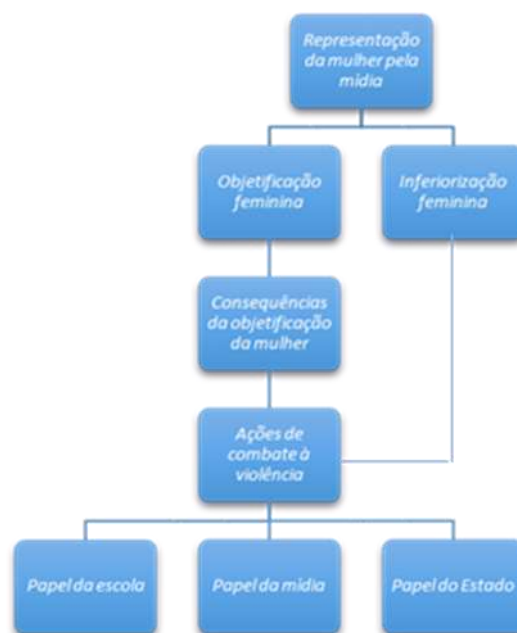 Representação
da mulher pela
mídia
Objetificação
feminina
Inferiorização
feminina
Consequências
da objetificação
da mulher
Ações de
combate à
violência
Papel da escola
Papel da mídia
Papel do Estado